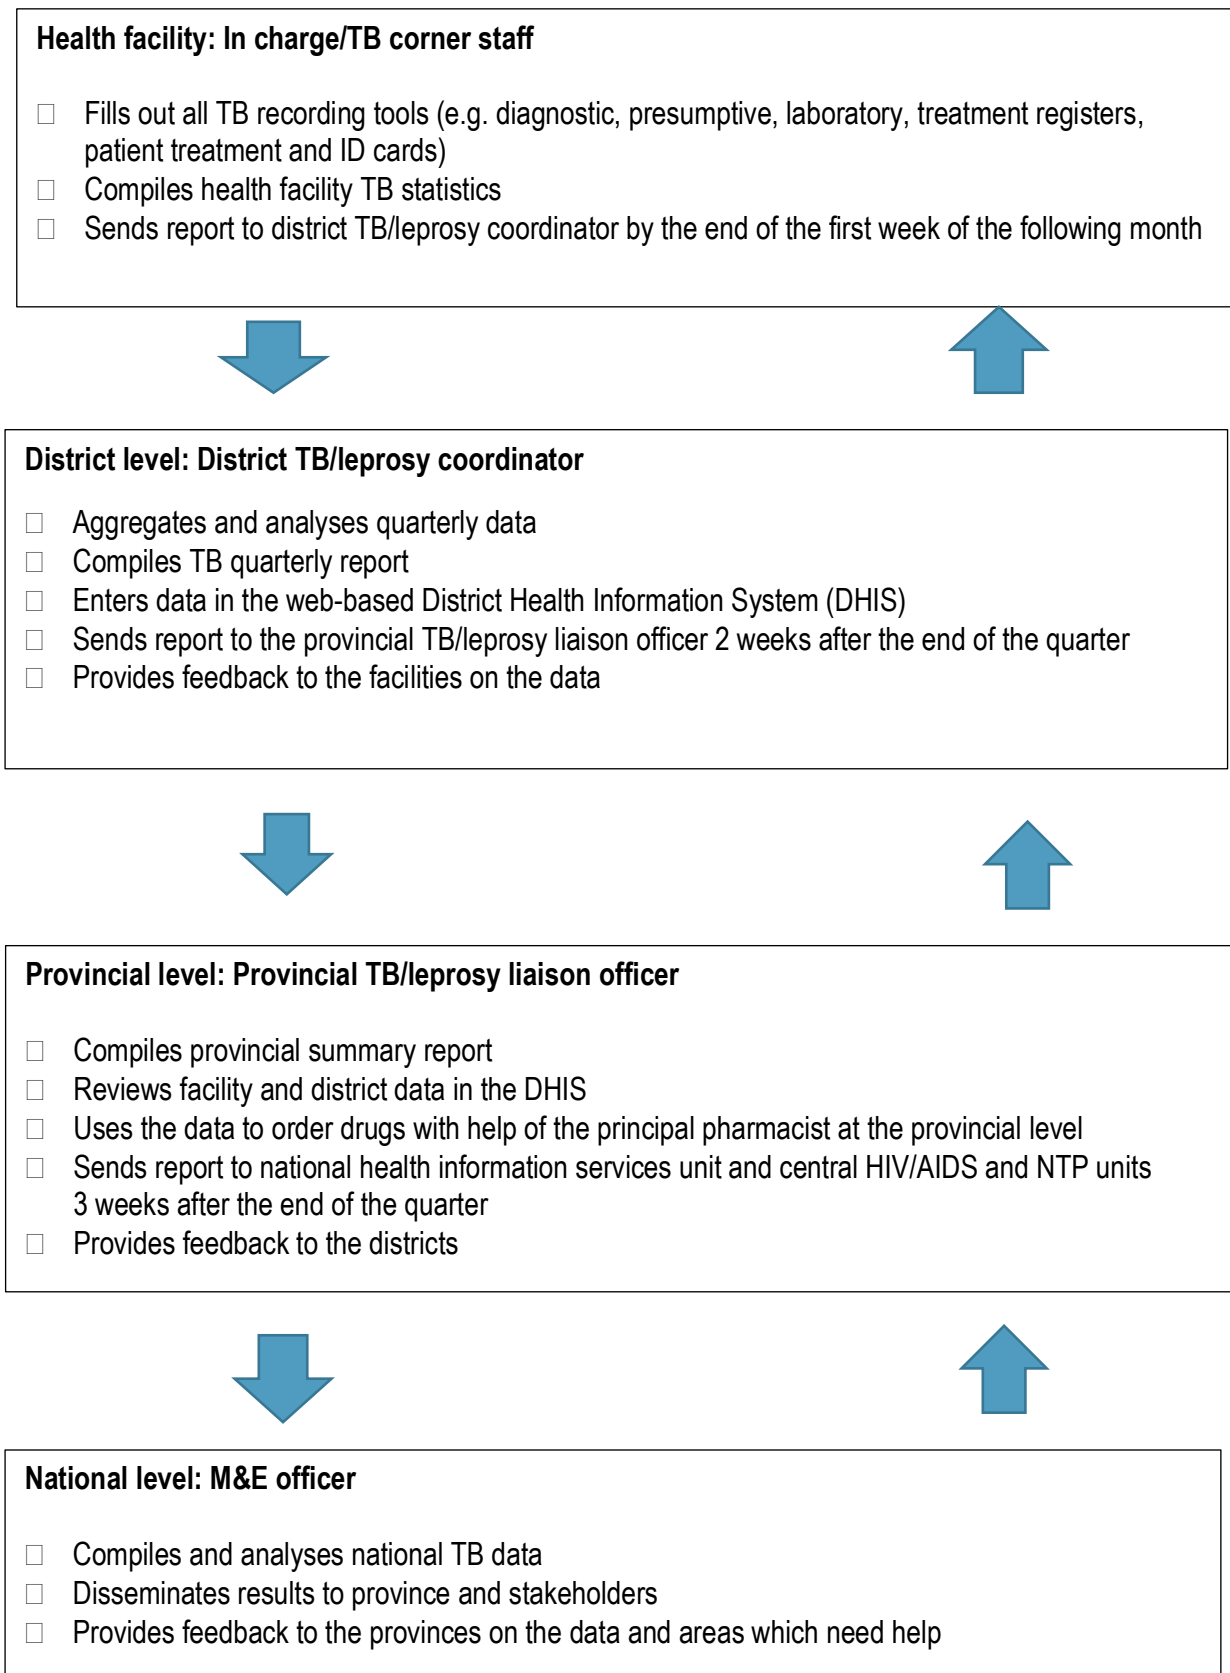 Health facility: In charge/TB corner staff
Fills out all TB recording tools (e.g. diagnostic, presumptive, laboratory, treatment registers,
patient treatment and ID cards)
Compiles health facility TB statistics
Sends report to district TB/leprosy coordinator by the end of the first week of the following month
District level: District TB/leprosy coordinator
Aggregates and analyses quarterly data
Compiles TB quarterly report
Enters data in the web-based District Health Information System (DHIS)
Sends report to the provincial TB/leprosy liaison officer 2 weeks after the end of the quarter
Provides feedback to the facilities on the data
Provincial level: Provincial TB/leprosy liaison officer
Compiles provincial summary report
Reviews facility and district data in the DHIS
Uses the data to order drugs with help of the principal pharmacist at the provincial level
Sends report to national health information services unit and central HIV/AIDS and NTP units
3 weeks after the end of the quarter
Provides feedback to the districts
National level: M&E officer
Compiles and analyses national TB data
Disseminates results to province and stakeholders
Provides feedback to the provinces on the data and areas which need help